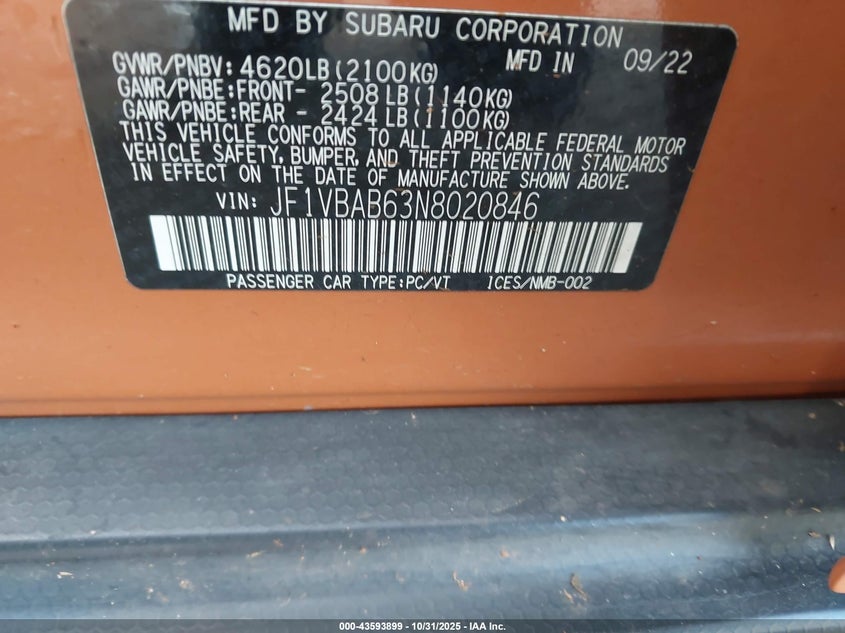 MFD BY SUBARU CORPORATION
GVWR/PNBV: 4620LB(2100KG) MFD IN 09/22
GAWR/PNBE:FRONT- 2508 LB(1140KG)
GAWR/PNBE:REAR - 2424 LB(1100KG)
THIS VEHICLE CONFORMS TO ALL APPLICABLE FEDERAL MOTOR
VEHICLE SAFETY, BUMPER, AND THEFT PREVENTION STANDARDS
IN EFFECT ON THE DATE OF MANUFACTURE SHOWN ABOVE.
VIN: JF1VBAB63N8020846
PASSENGER CAR TYPE:PC/VT ICES/NMB-002
000-43593899 - 10/31/2025 - IAA Inc.